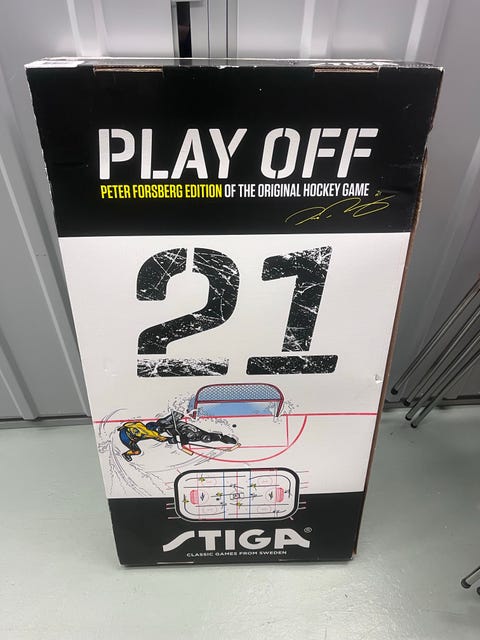 PLAY OFF
PETER FORSBERG EDITION OF THE ORIGINAL HOCKEY GAME
21
STIGA®
CLASSIC GAMES FROM SWEDEN